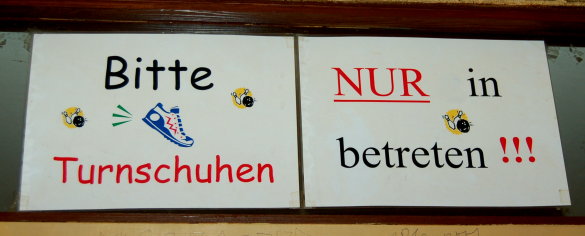 Bitte NUR in
Turnschuhen betreten !!!